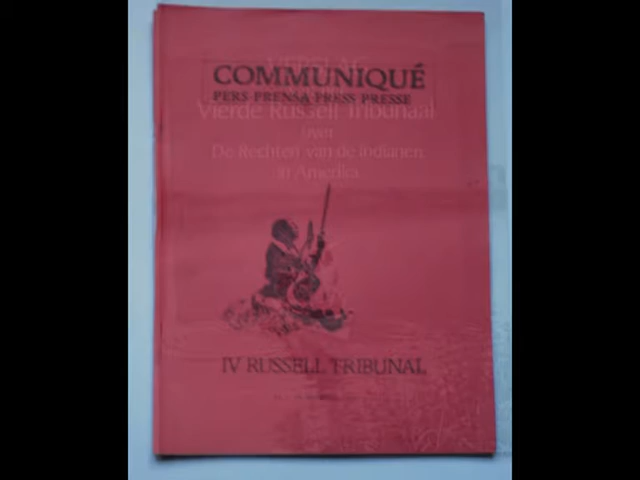 COMMUNIQUÉ
PERS PRENSA PRESS PRESSE
Vierde Russell Tribunaal
over
De Rechten van de Indianen
in Amerika
IV RUSSELL TRIBUNAL